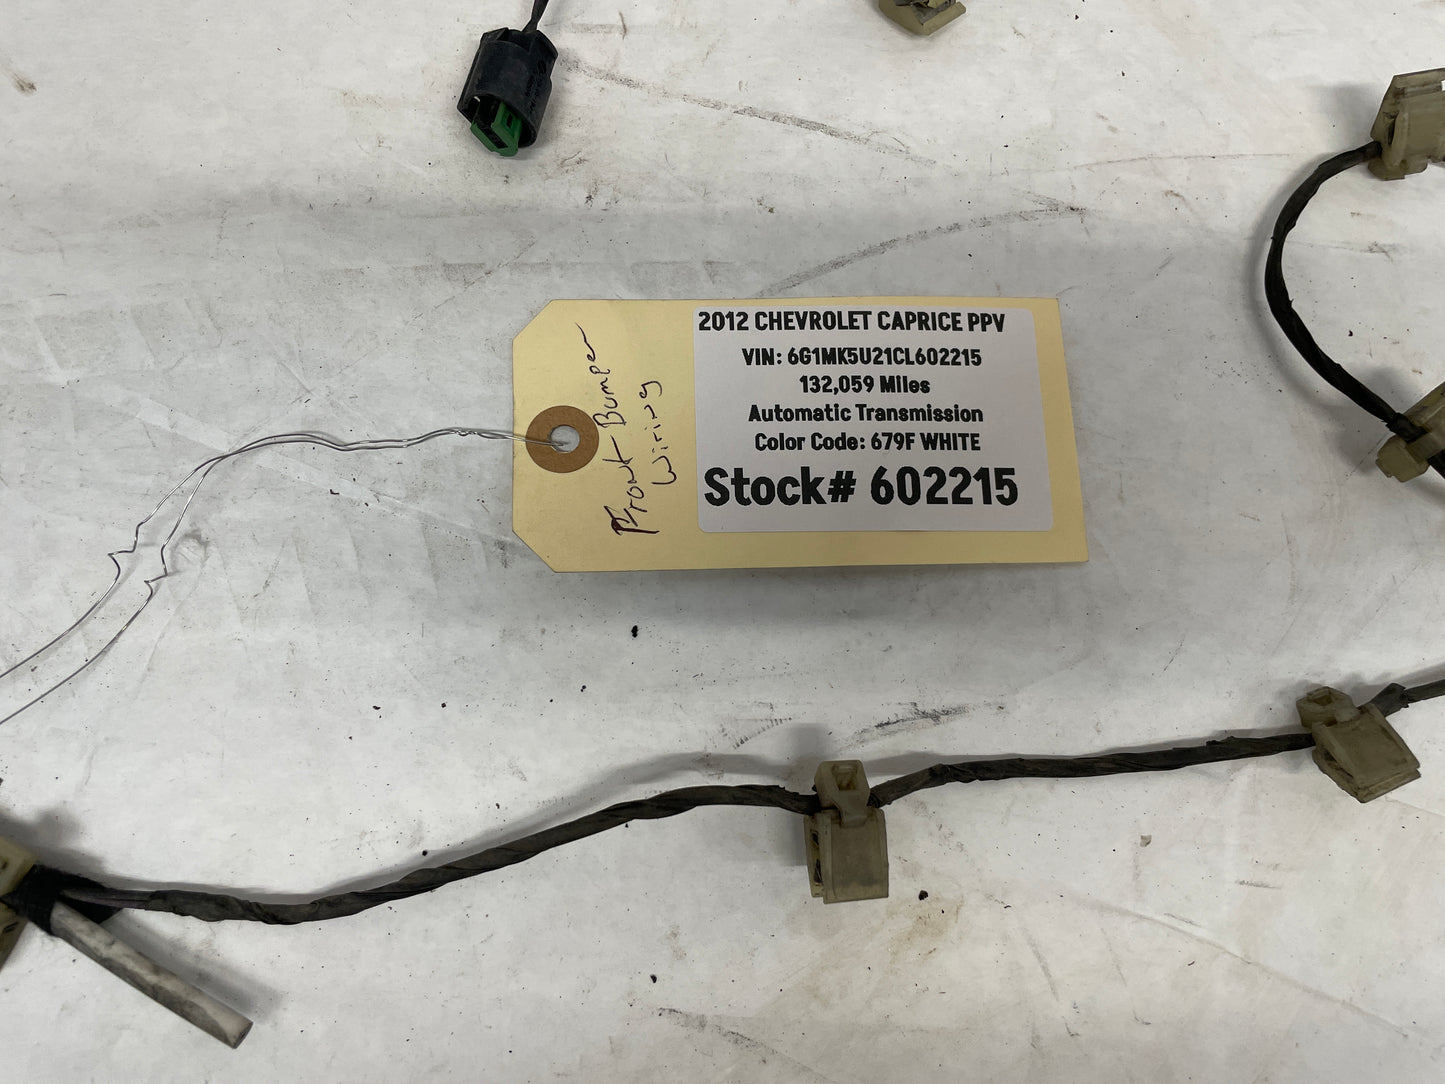 2012 CHEVROLET CAPRICE PPV
VIN: 6G1MK5U21CL602215
132,059 Miles
Automatic Transmission
Color Code: 679F WHITE
Stock# 602215
Front Bumper
Wiring